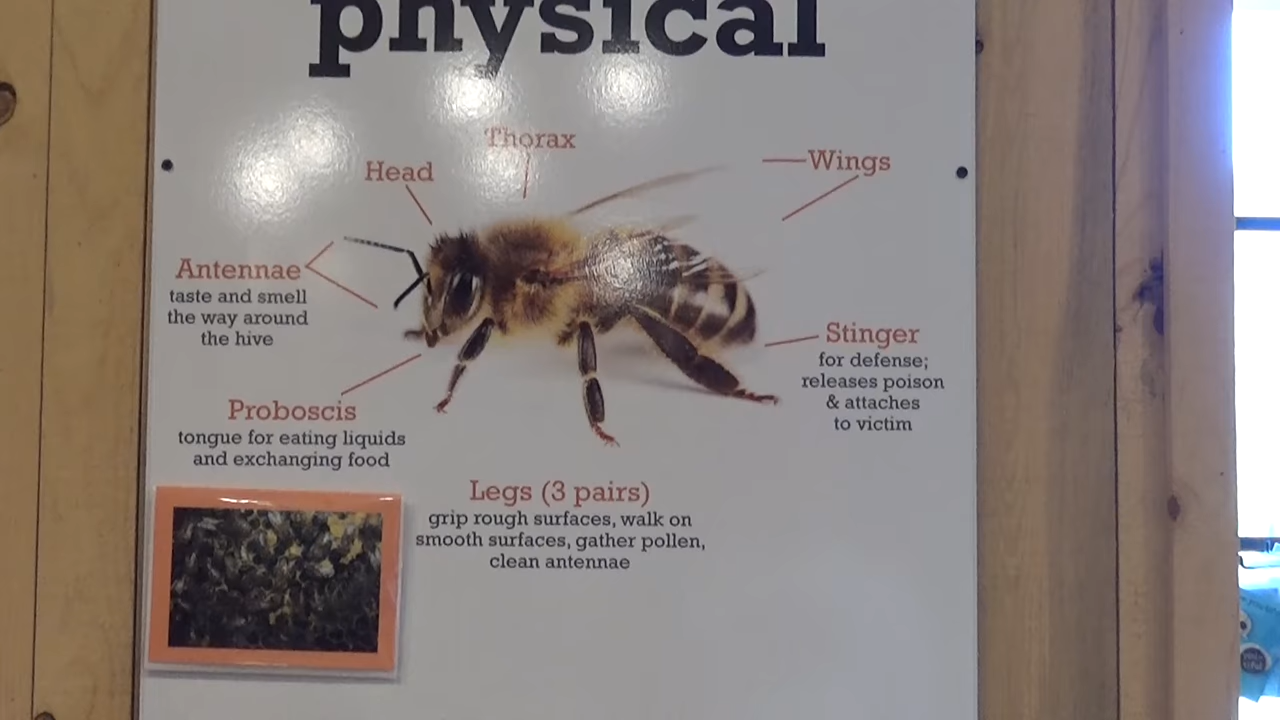 physical
Thorax
Head
Wings
Antennae
taste and smell
the way around
the hive
Stinger
for defense;
releases poison
& attaches
to victim
Proboscis
tongue for eating liquids
and exchanging food
Legs (3 pairs)
grip rough surfaces, walk on
smooth surfaces, gather pollen,
clean antennae